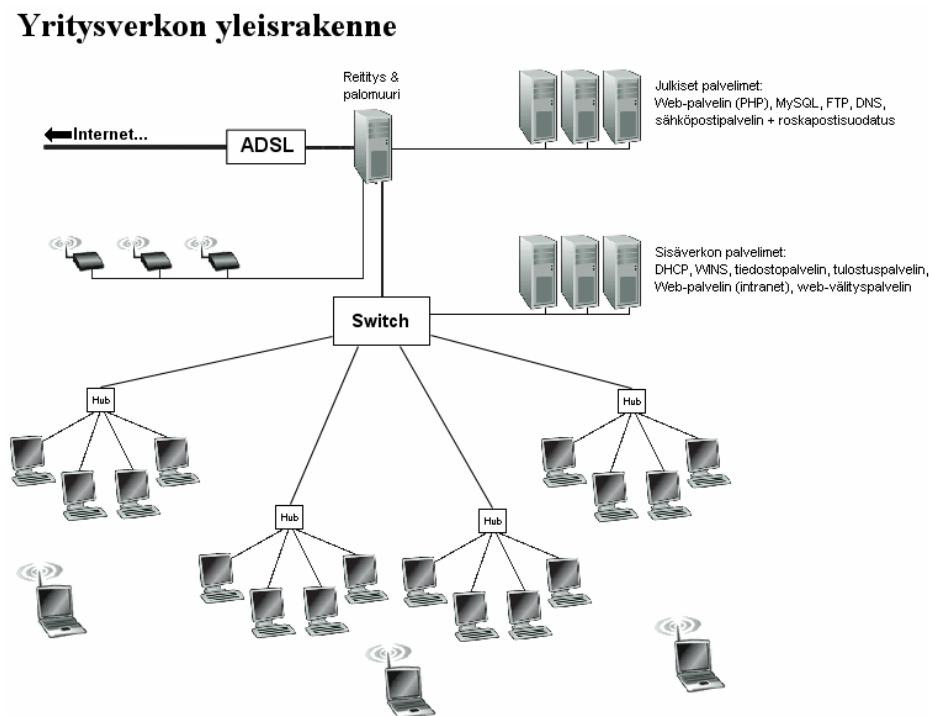 Yritysverkon yleisrakenne
Reititys &
palomuuri
Julkiset palvelimet:
Web-palvelin (PHP), MySQL, FTP, DNS,
sähköpostipalvelin + roskapostisuodatus
Internet...
ADSL
Sisäverkon palvelimet:
DHCP, WINS, tiedostopalvelin, tulostuspalvelin,
Web-palvelin (intranet), web-välityspalvelin
Switch
Hub
Hub
Hub
Hub